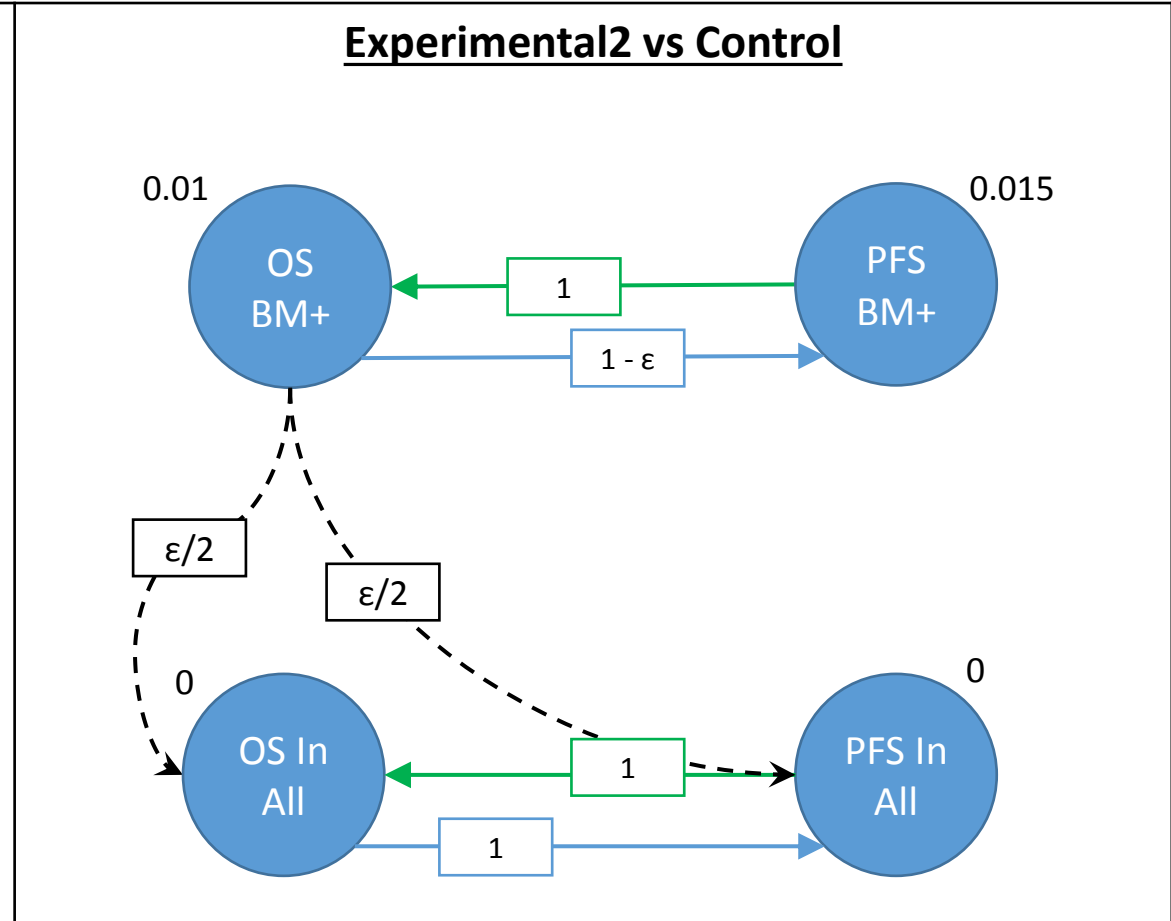 Experimental2 vs Control
0.01
0.015
OS
BM+
PFS
BM+
1
1 - ε
ε/2
ε/2
0
0
OS In
All
PFS In
All
1
1